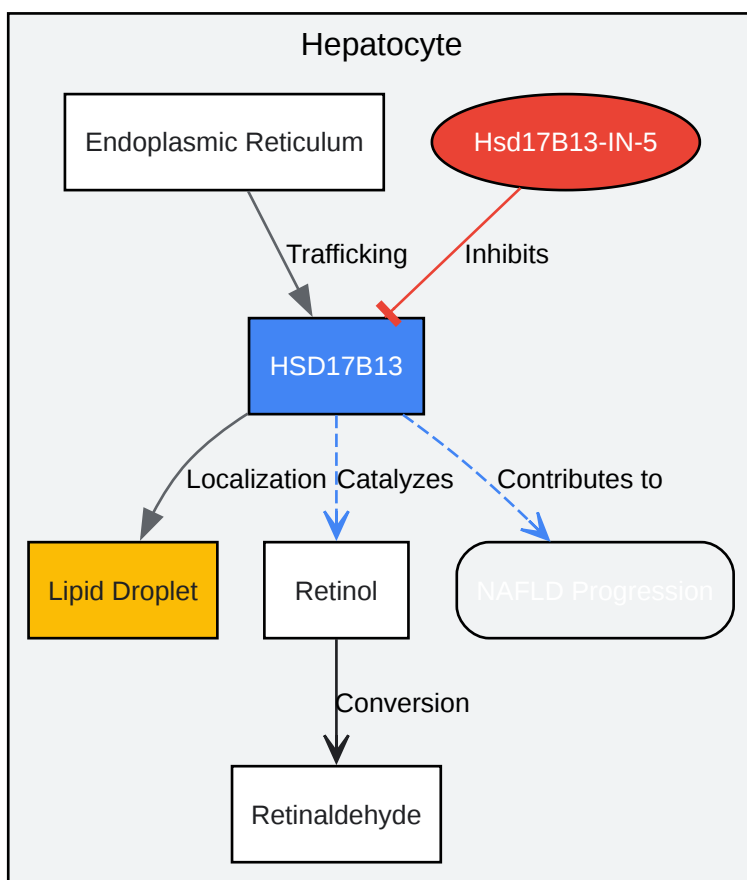 Hepatocyte
Endoplasmic Reticulum
Hsd17B13-IN-5
Trafficking
Inhibits
HSD17B13
Localization
Catalyzes
Contributes to
Lipid Droplet
Retinol
NAFLD Progression
Conversion
Retinaldehyde